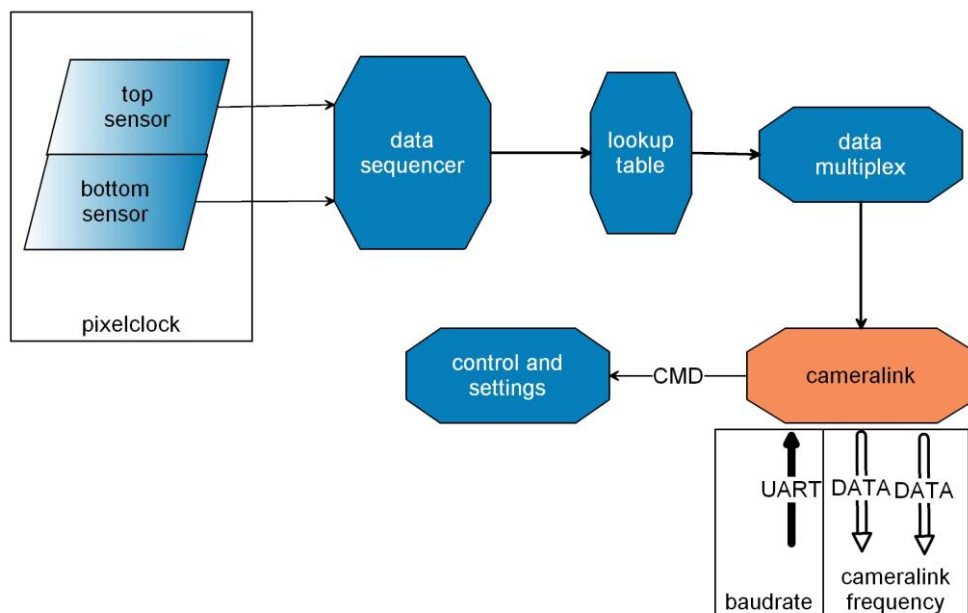 top
sensor
bottom
sensor
pixelclock
data
sequencer
lookup
table
data
multiplex
control and
settings
CMD
cameralink
UART
DATA
DATA
baudrate
cameralink
frequency